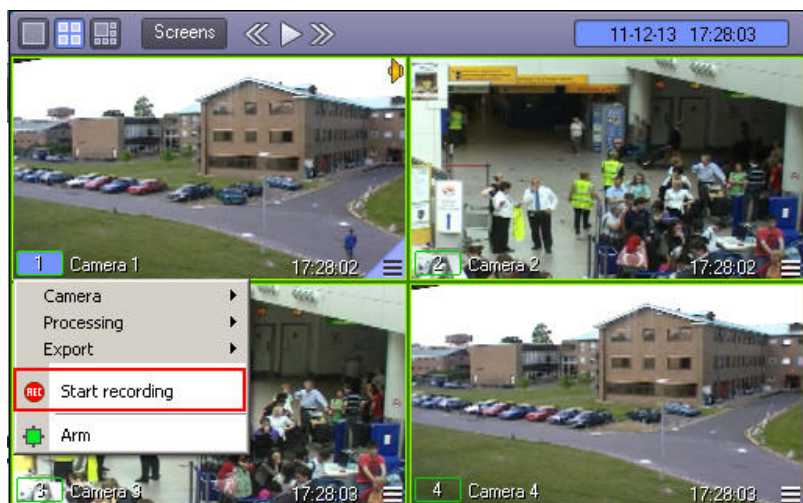 Screens
11-12-13 17:28:03
1 Camera 1 17:28:02
2 Camera 2 17:28:02
Camera
Processing
Export
REC Start recording
Arm
3 Camera 3 17:28:03
4 Camera 4 17:28:03